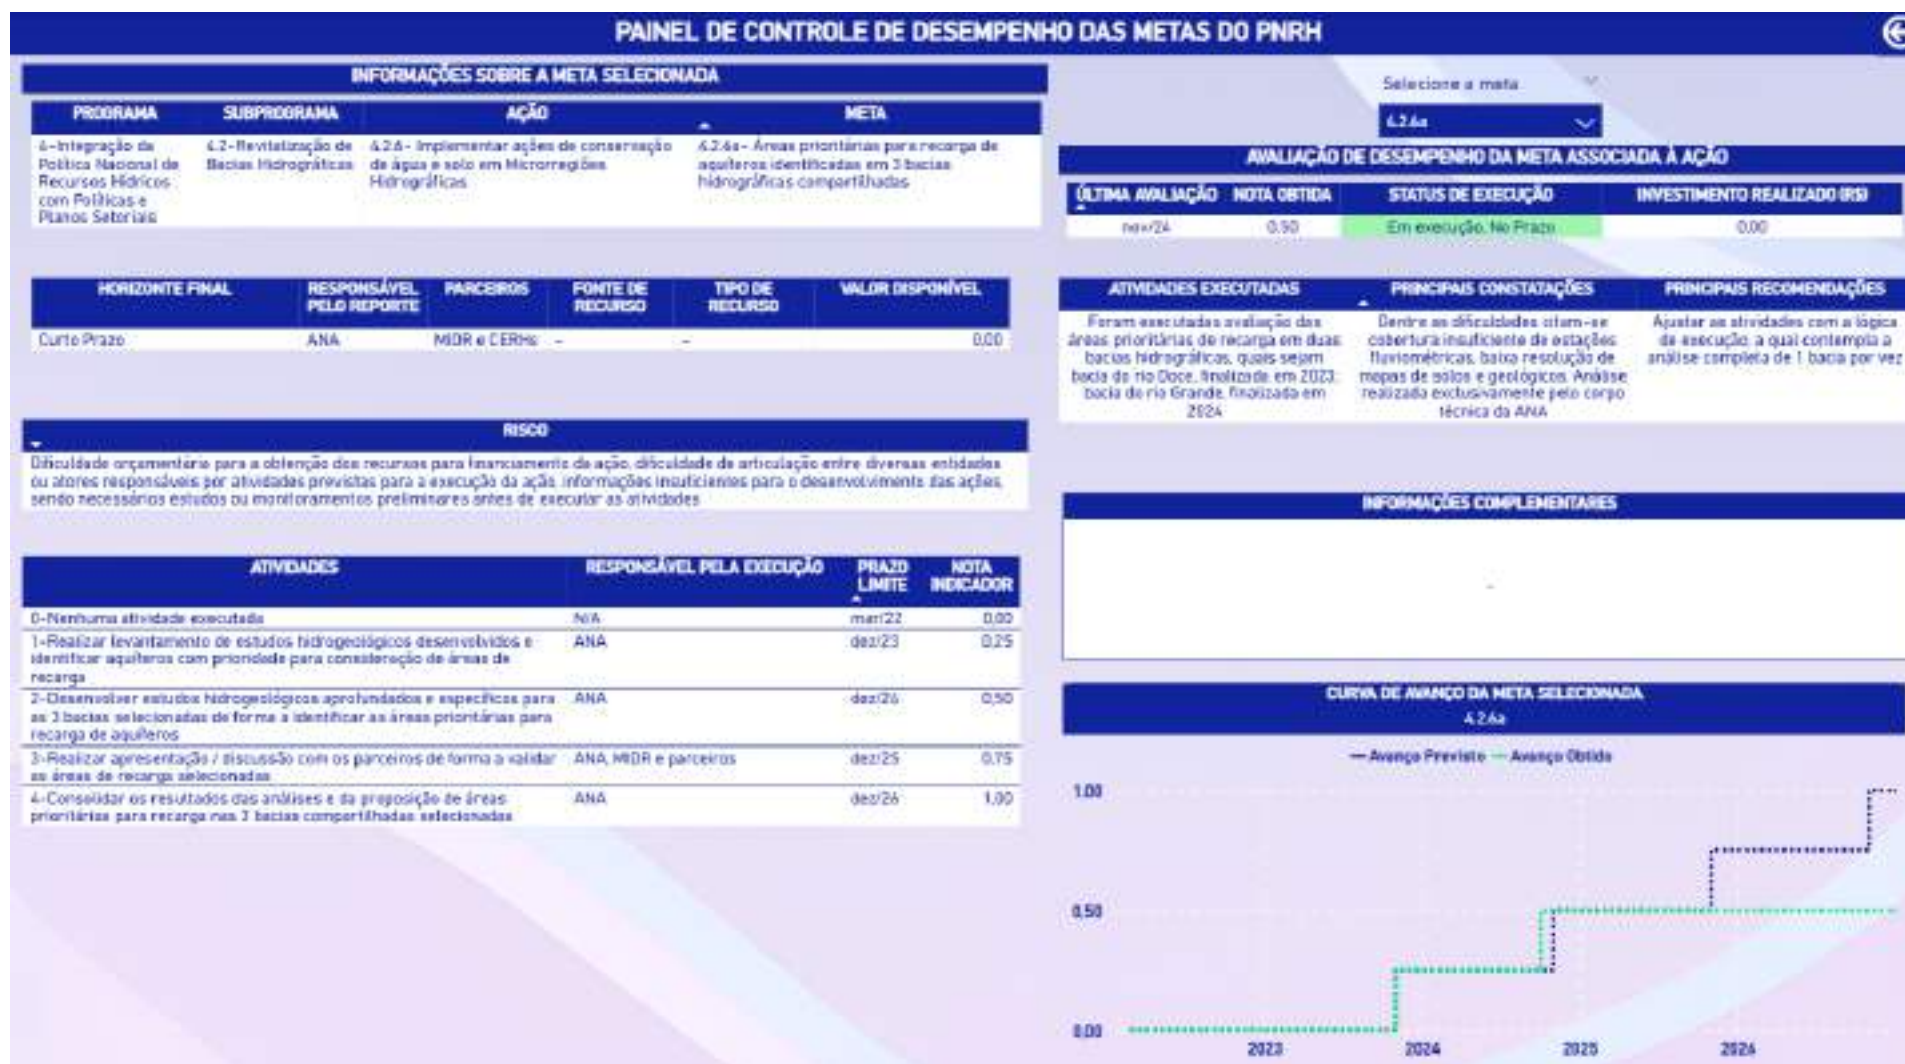 PAINEL DE CONTROLE DE DESEMPENHO DAS METAS DO PNRH
INFORMAÇÕES SOBRE A META SELECIONADA
PROGRAMA SUBPROGRAMA AÇÃO META
4-Integração da Política Nacional de Recursos Hídricos com Políticas e Planos Setoriais
4.2-Revitalização de Bacias Hidrográficas
4.2.6- Implementar ações de conservação de água e solo em Microrregiões Hidrográficas
4.2.6a- Áreas prioritárias para recarga de aquíferos identificadas em 3 bacias hidrográficas compartilhadas
HORIZONTE FINAL RESPONSÁVEL PELO REPORTE PARCEIROS FONTE DE RECURSO TIPO DE RECURSO VALOR DISPONÍVEL
Curto Prazo ANA MIDR e CERHs - - 0,00
RISCO
Dificuldade orçamentária para a obtenção dos recursos para financiamento da ação, dificuldade de articulação entre diversas entidades
ou atores responsáveis por atividades previstas para a execução da ação, informações insuficientes para o desenvolvimento das ações,
sendo necessários estudos ou monitoramentos preliminares antes de executar as atividades
ATIVIDADES RESPONSÁVEL PELA EXECUÇÃO PRAZO LIMITE NOTA INDICADOR
0-Nenhuma atividade executada N/A mar/22 0,00
1-Realizar levantamento de estudos hidrogeológicos desenvolvidos e ANA dez/23 0,25
identificar aquíferos com prioridade para consideração de áreas de
recarga
2-Desenvolver estudos hidrogeológicos aprofundados e específicos para ANA dez/24 0,50
as 3 bacias selecionadas de forma a identificar as áreas prioritárias para
recarga de aquíferos
3-Realizar apresentação / discussão com os parceiros de forma a validar ANA, MIDR e parceiros dez/25 0,75
as áreas de recarga selecionadas
4-Consolidar os resultados das análises e da proposição de áreas ANA dez/26 1,00
prioritárias para recarga nas 3 bacias compartilhadas selecionadas
Selecione a meta
4.2.6a
AVALIAÇÃO DE DESEMPENHO DA META ASSOCIADA À AÇÃO
ÚLTIMA AVALIAÇÃO NOTA OBTIDA STATUS DE EXECUÇÃO INVESTIMENTO REALIZADO (R$)
nov/24 0,50 Em execução, No Prazo 0,00
ATIVIDADES EXECUTADAS PRINCIPAIS CONSTATAÇÕES PRINCIPAIS RECOMENDAÇÕES
Foram executadas avaliação das áreas prioritárias de recarga em duas bacias hidrográficas, quais sejam bacia do rio Doce, finalizada em 2023; bacia do rio Grande, finalizada em 2024
Dentre as dificuldades citam-se cobertura insuficiente de estações fluviométricas, baixa resolução de mapas de solos e geológicos. Análise realizada exclusivamente pelo corpo técnica da ANA
Ajustar as atividades com a lógica de execução, a qual contempla a análise completa de 1 bacia por vez
INFORMAÇÕES COMPLEMENTARES
-
CURVA DE AVANÇO DA META SELECIONADA
4.2.6a
Avanço Previsto Avanço Obtido
1,00
0,50
0,00
2023 2024 2025 2026